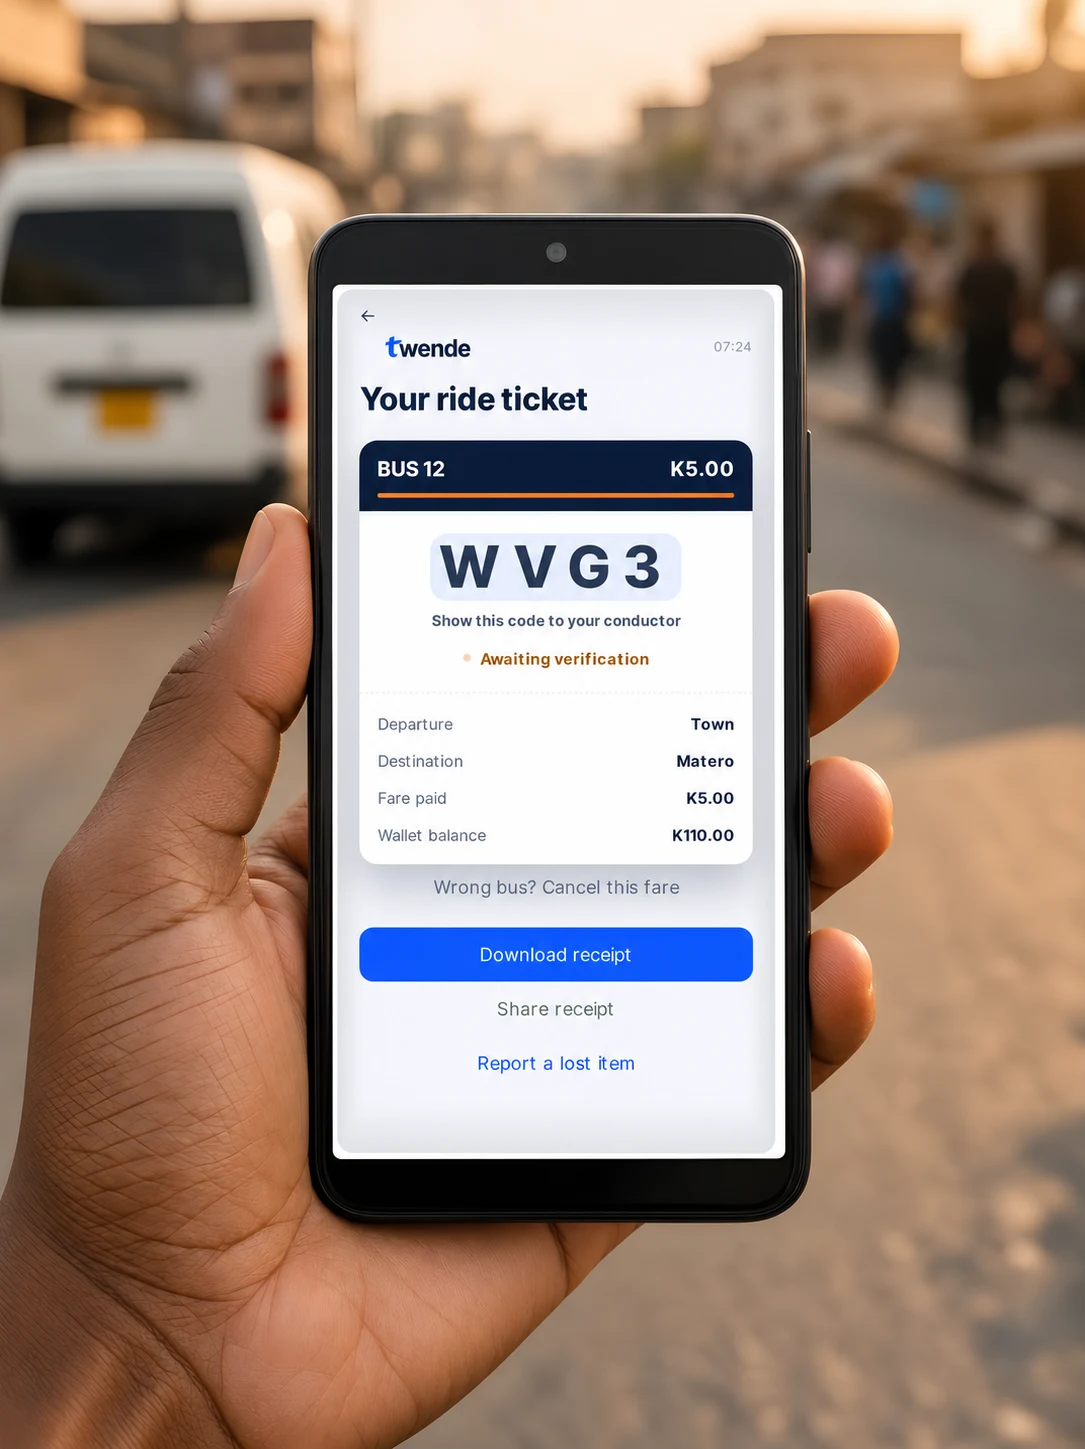 ←
twende
07:24
Your ride ticket
BUS 12 K5.00
WVG3
Show this code to your conductor
Awaiting verification
Departure Town
Destination Matero
Fare paid K5.00
Wallet balance K110.00
Wrong bus? Cancel this fare
Download receipt
Share receipt
Report a lost item